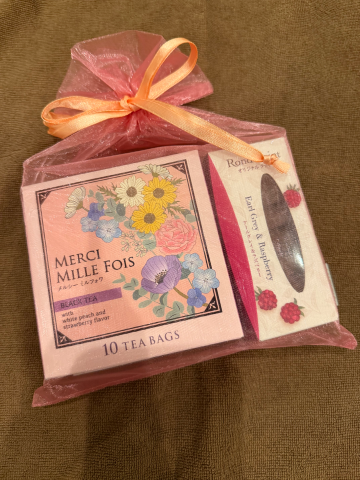 MERCI
MILLE FOIS
メルシー ミルフォワ
BLACK TEA
with
white peach and
strawberry flavor
10 TEA BAGS
Earl Grey & Raspberry